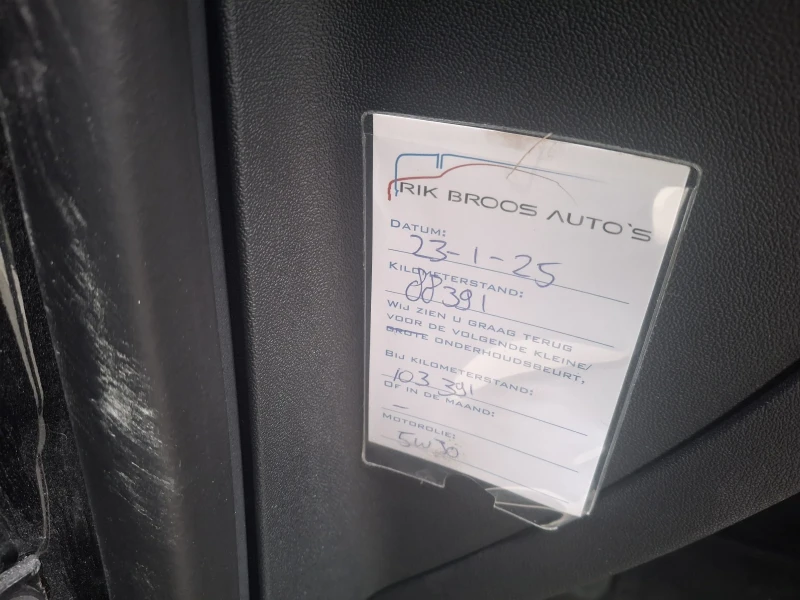 RIK BROOS AUTO'S
DATUM:
23-1-25
KILOMETERSTAND:
88391
WIJ ZIEN U GRAAG TERUG
VOOR DE VOLGENDE KLEINE/
GROTE ONDERHOUDSBEURT,
BIJ KILOMETERSTAND:
103 391
OF IN DE MAAND:
–
MOTOROLIE:
5W30